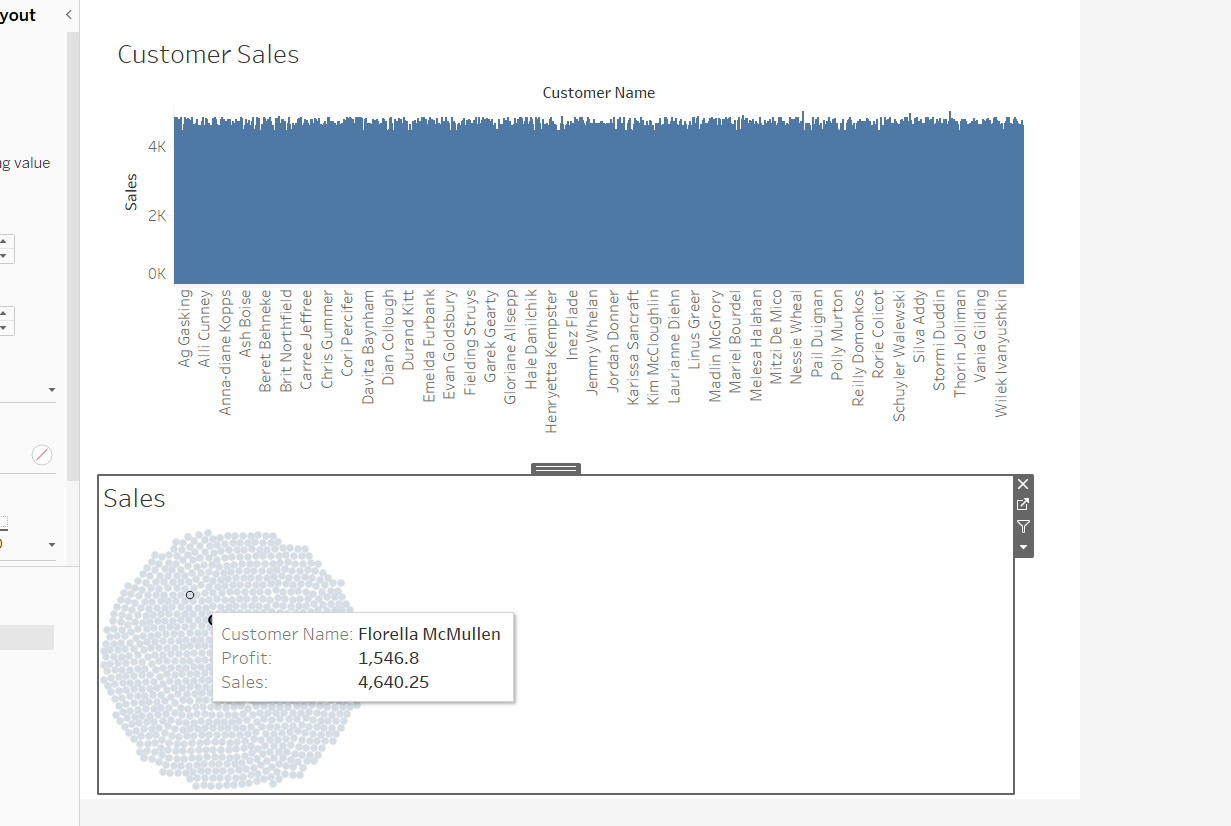 yout
Customer Sales
Customer Name
ng value
4K
Sales
2K
0K
Ag Gasking
Alli Cunney
Anna-diane Kopps
Ash Boise
Beret Behneke
Brit Northfield
Carree Jeffree
Chris Gummer
Cori Percifer
Davita Baynham
Dian Collough
Durand Kitt
Emelda Furbank
Evan Goldsbury
Fielding Struys
Garek Gearty
Gloriane Allsepp
Hale Danilchik
Henryetta Kempster
Inez Flade
Jemmy Whelan
Jordan Donner
Karissa Sancraft
Kim McCloughlin
Laurianne Diehn
Linus Greer
Madlin McGrory
Mariel Bourdel
Melesa Halahan
Mitzi De Mico
Nessie Wheal
Pail Duignan
Polly Murton
Reilly Domonkos
Rorie Colicot
Schuyler Walewski
Silva Addy
Stormi Duddin
Thorin Jolliman
Vania Gilding
Wilek Ivanyushkin
Sales
Customer Name: Florella McMullen
Profit: 1,546.8
Sales: 4,640.25